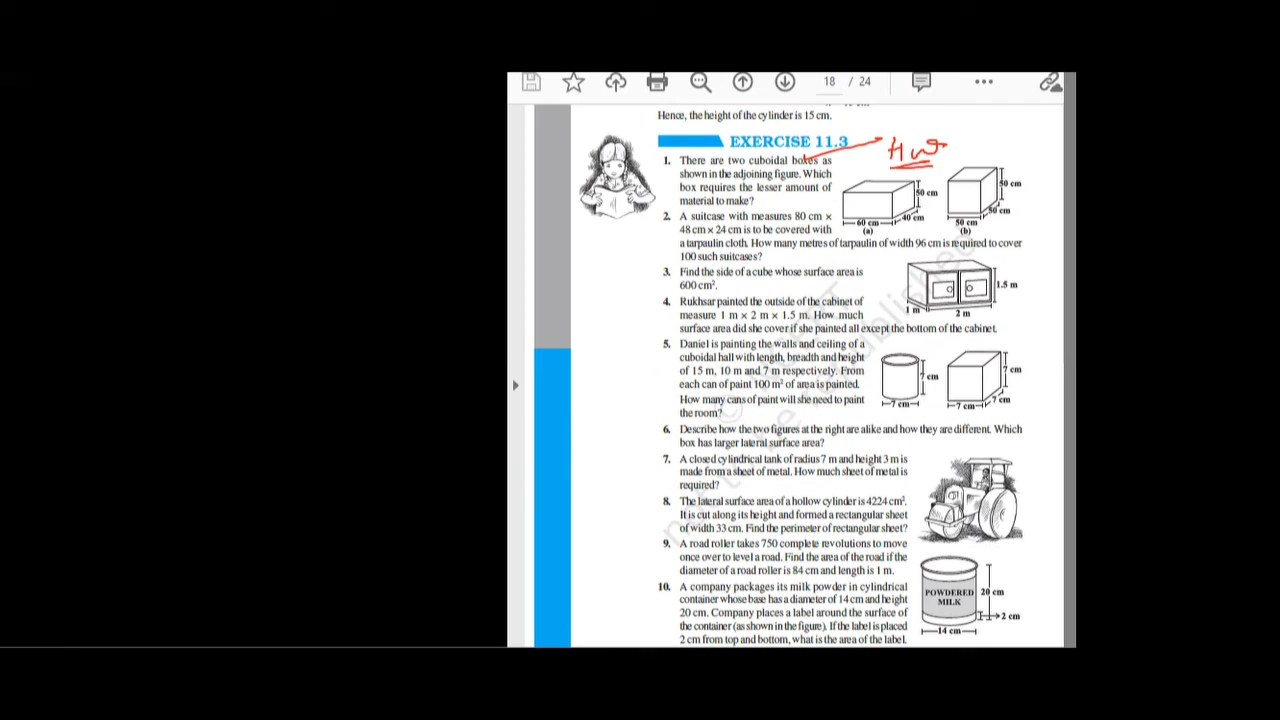 18 / 24
Hence, the height of the cylinder is 15 cm.
EXERCISE 11.3
HW
1. There are two cuboidal boxes as
shown in the adjoining figure. Which
box requires the lesser amount of
material to make?
50 cm
40 cm
60 cm
(a)
50 cm
50 cm
50 cm
(b)
2. A suitcase with measures 80 cm ×
48 cm × 24 cm is to be covered with
a tarpaulin cloth. How many metres of tarpaulin of width 96 cm is required to cover
100 such suitcases?
3. Find the side of a cube whose surface area is
600 cm².
1.5 m
1 m
2 m
4. Rukhsar painted the outside of the cabinet of
measure 1 m × 2 m × 1.5 m. How much
surface area did she cover if she painted all except the bottom of the cabinet.
5. Daniel is painting the walls and ceiling of a
cuboidal hall with length, breadth and height
of 15 m, 10 m and 7 m respectively. From
each can of paint 100 m² of area is painted.
How many cans of paint will she need to paint
the room?
7 cm
7 cm
7 cm
7 cm
7 cm
6. Describe how the two figures at the right are alike and how they are different. Which
box has larger lateral surface area?
7. A closed cylindrical tank of radius 7 m and height 3 m is
made from a sheet of metal. How much sheet of metal is
required?
8. The lateral surface area of a hollow cylinder is 4224 cm².
It is cut along its height and formed a rectangular sheet
of width 33 cm. Find the perimeter of rectangular sheet?
9. A road roller takes 750 complete revolutions to move
once over to level a road. Find the area of the road if the
diameter of a road roller is 84 cm and length is 1 m.
10. A company packages its milk powder in cylindrical
container whose base has a diameter of 14 cm and height
20 cm. Company places a label around the surface of
the container (as shown in the figure). If the label is placed
2 cm from top and bottom, what is the area of the label.
POWDERED
MILK
20 cm
2 cm
14 cm